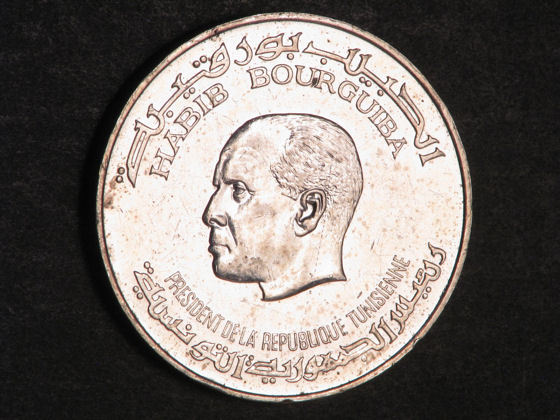 الحبيب بورقيبة
HABIB BOURGUIBA
PRESIDENT DE LA REPUBLIQUE TUNISIENNE
رئيس الجمهورية التونسية